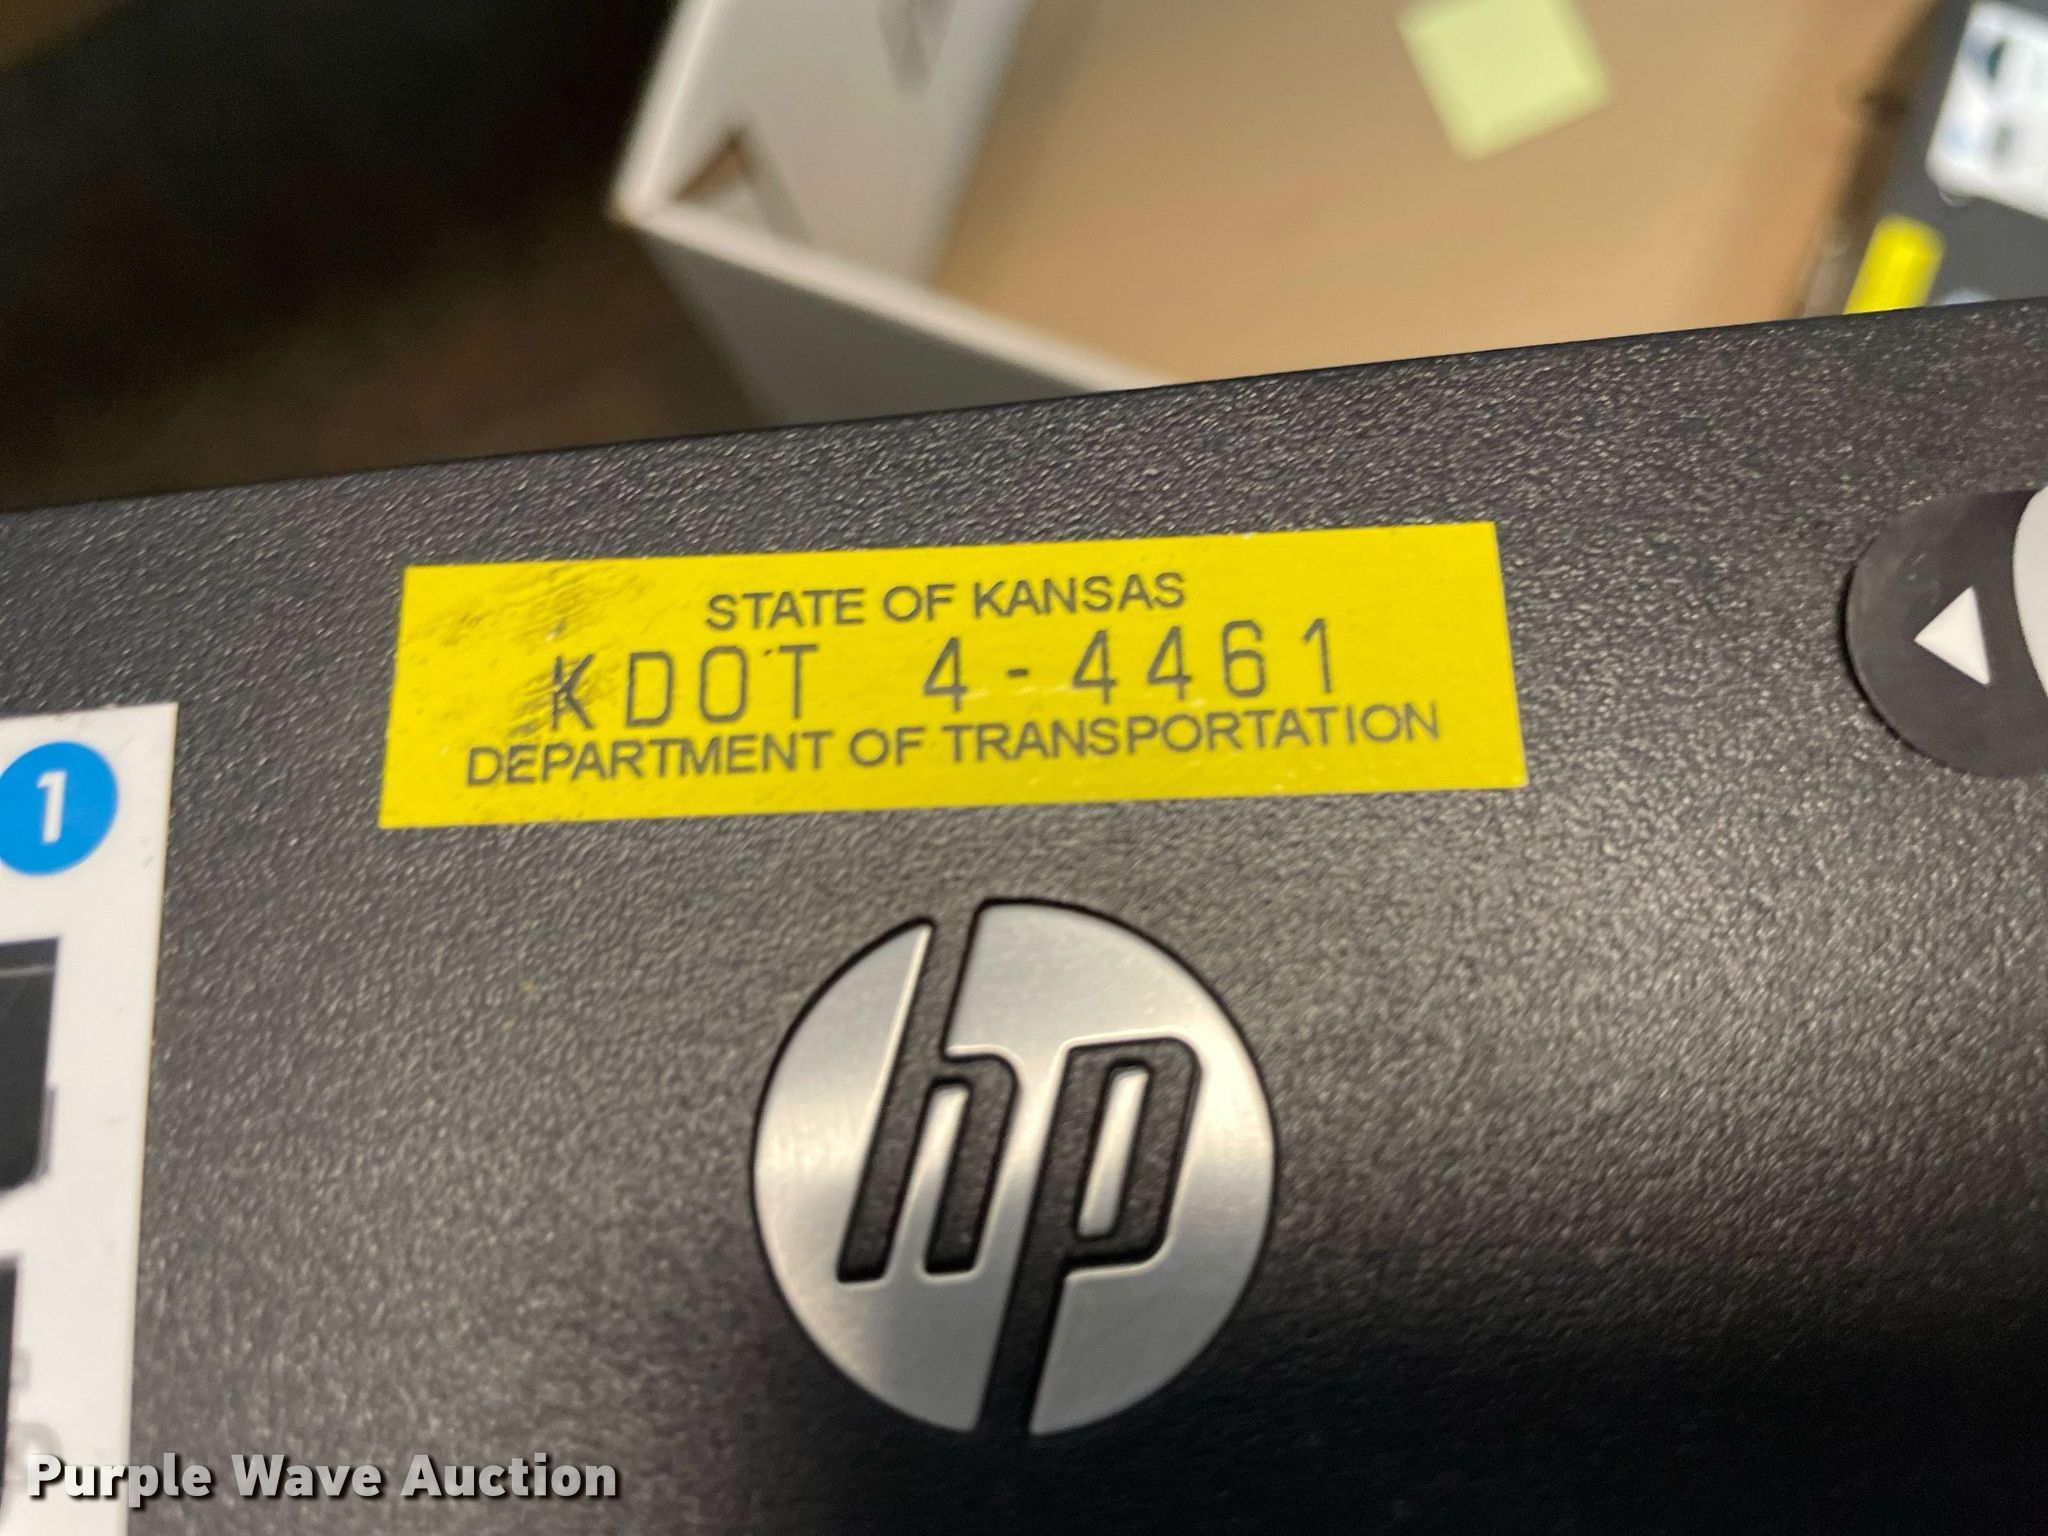 STATE OF KANSAS
KDOT 4-4461
DEPARTMENT OF TRANSPORTATION
1
hp
Purple Wave Auction